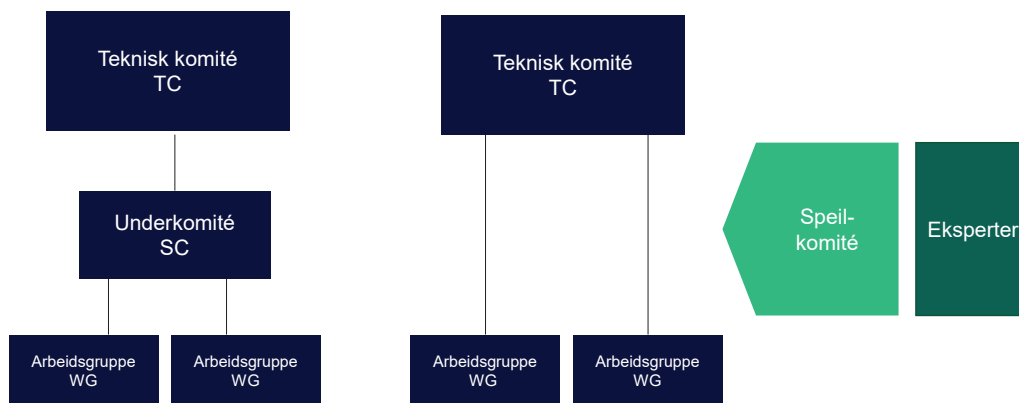 Teknisk komité
TC
Teknisk komité
TC
Underkomité
SC
Speil-
komité
Eksperter
Arbeidsgruppe
WG
Arbeidsgruppe
WG
Arbeidsgruppe
WG
Arbeidsgruppe
WG